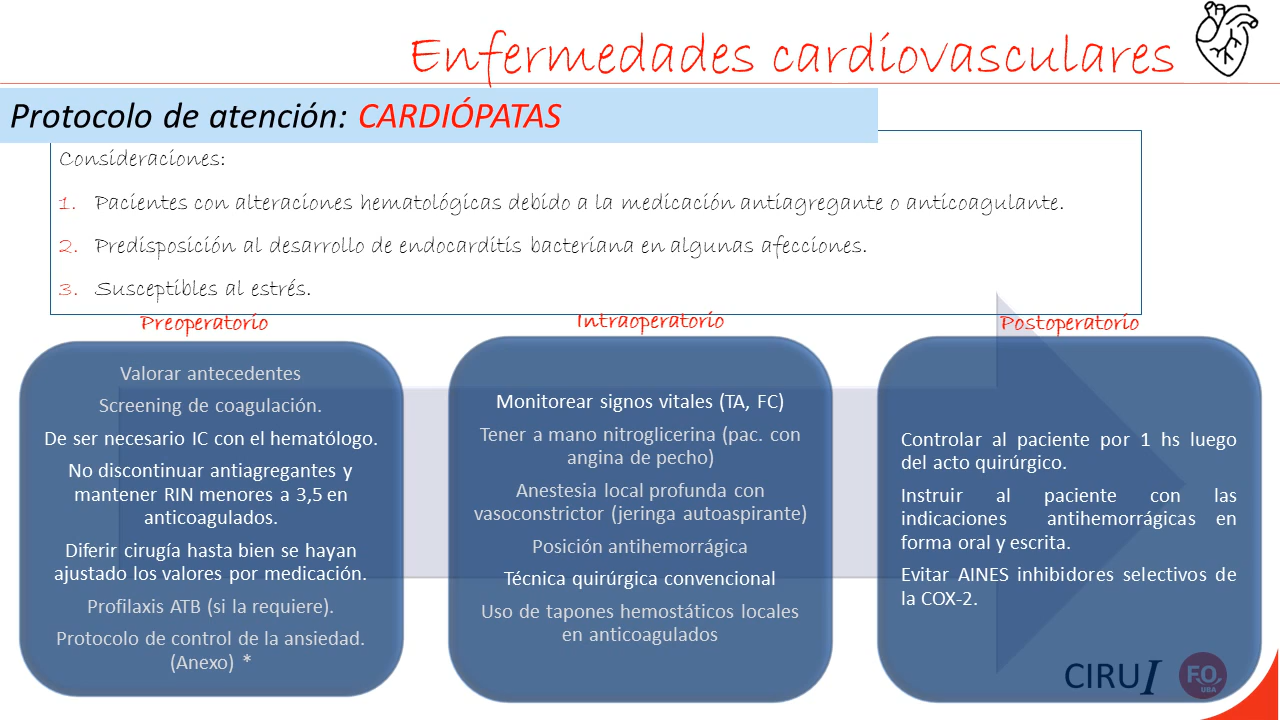 Enfermedades cardiovasculares
Protocolo de atención: CARDIÓPATAS
Consideraciones:
1. Pacientes con alteraciones hematológicas debido a la medicación antiagregante o anticoagulante.
2. Predisposición al desarrollo de endocarditis bacteriana en algunas afecciones.
3. Susceptibles al estrés.
Preoperatorio
Valorar antecedentes
Screening de coagulación.
De ser necesario IC con el hematólogo.
No discontinuar antiagregantes y
mantener RIN menores a 3,5 en
anticoagulados.
Diferir cirugía hasta bien se hayan
ajustado los valores por medicación.
Profilaxis ATB (si la requiere).
Protocolo de control de la ansiedad.
(Anexo) *
Intraoperatorio
Monitorear signos vitales (TA, FC)
Tener a mano nitroglicerina (pac. con
angina de pecho)
Anestesia local profunda con
vasoconstrictor (jeringa autoaspirante)
Posición antihemorrágica
Técnica quirúrgica convencional
Uso de tapones hemostáticos locales
en anticoagulados
Postoperatorio
Controlar al paciente por 1 hs luego
del acto quirúrgico.
Instruir al paciente con las
indicaciones antihemorrágicas en
forma oral y escrita.
Evitar AINES inhibidores selectivos de
la COX-2.
CIRUI
F.O.
UBA